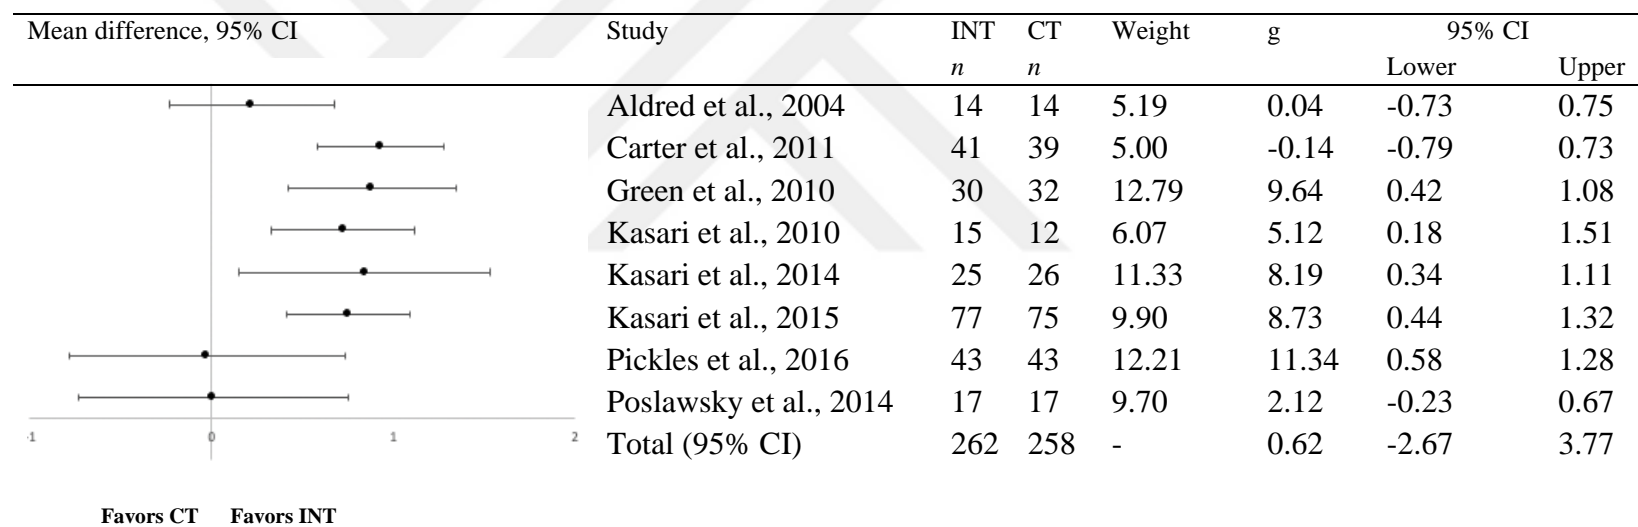 Mean difference, 95% CI Study INT CT Weight g 95% CI
n n Lower Upper
Aldred et al., 2004 14 14 5.19 0.04 -0.73 0.75
Carter et al., 2011 41 39 5.00 -0.14 -0.79 0.73
Green et al., 2010 30 32 12.79 9.64 0.42 1.08
Kasari et al., 2010 15 12 6.07 5.12 0.18 1.51
Kasari et al., 2014 25 26 11.33 8.19 0.34 1.11
Kasari et al., 2015 77 75 9.90 8.73 0.44 1.32
Pickles et al., 2016 43 43 12.21 11.34 0.58 1.28
Poslawsky et al., 2014 17 17 9.70 2.12 -0.23 0.67
Total (95% CI) 262 258 - 0.62 -2.67 3.77
-1 0 1 2
Favors CT Favors INT